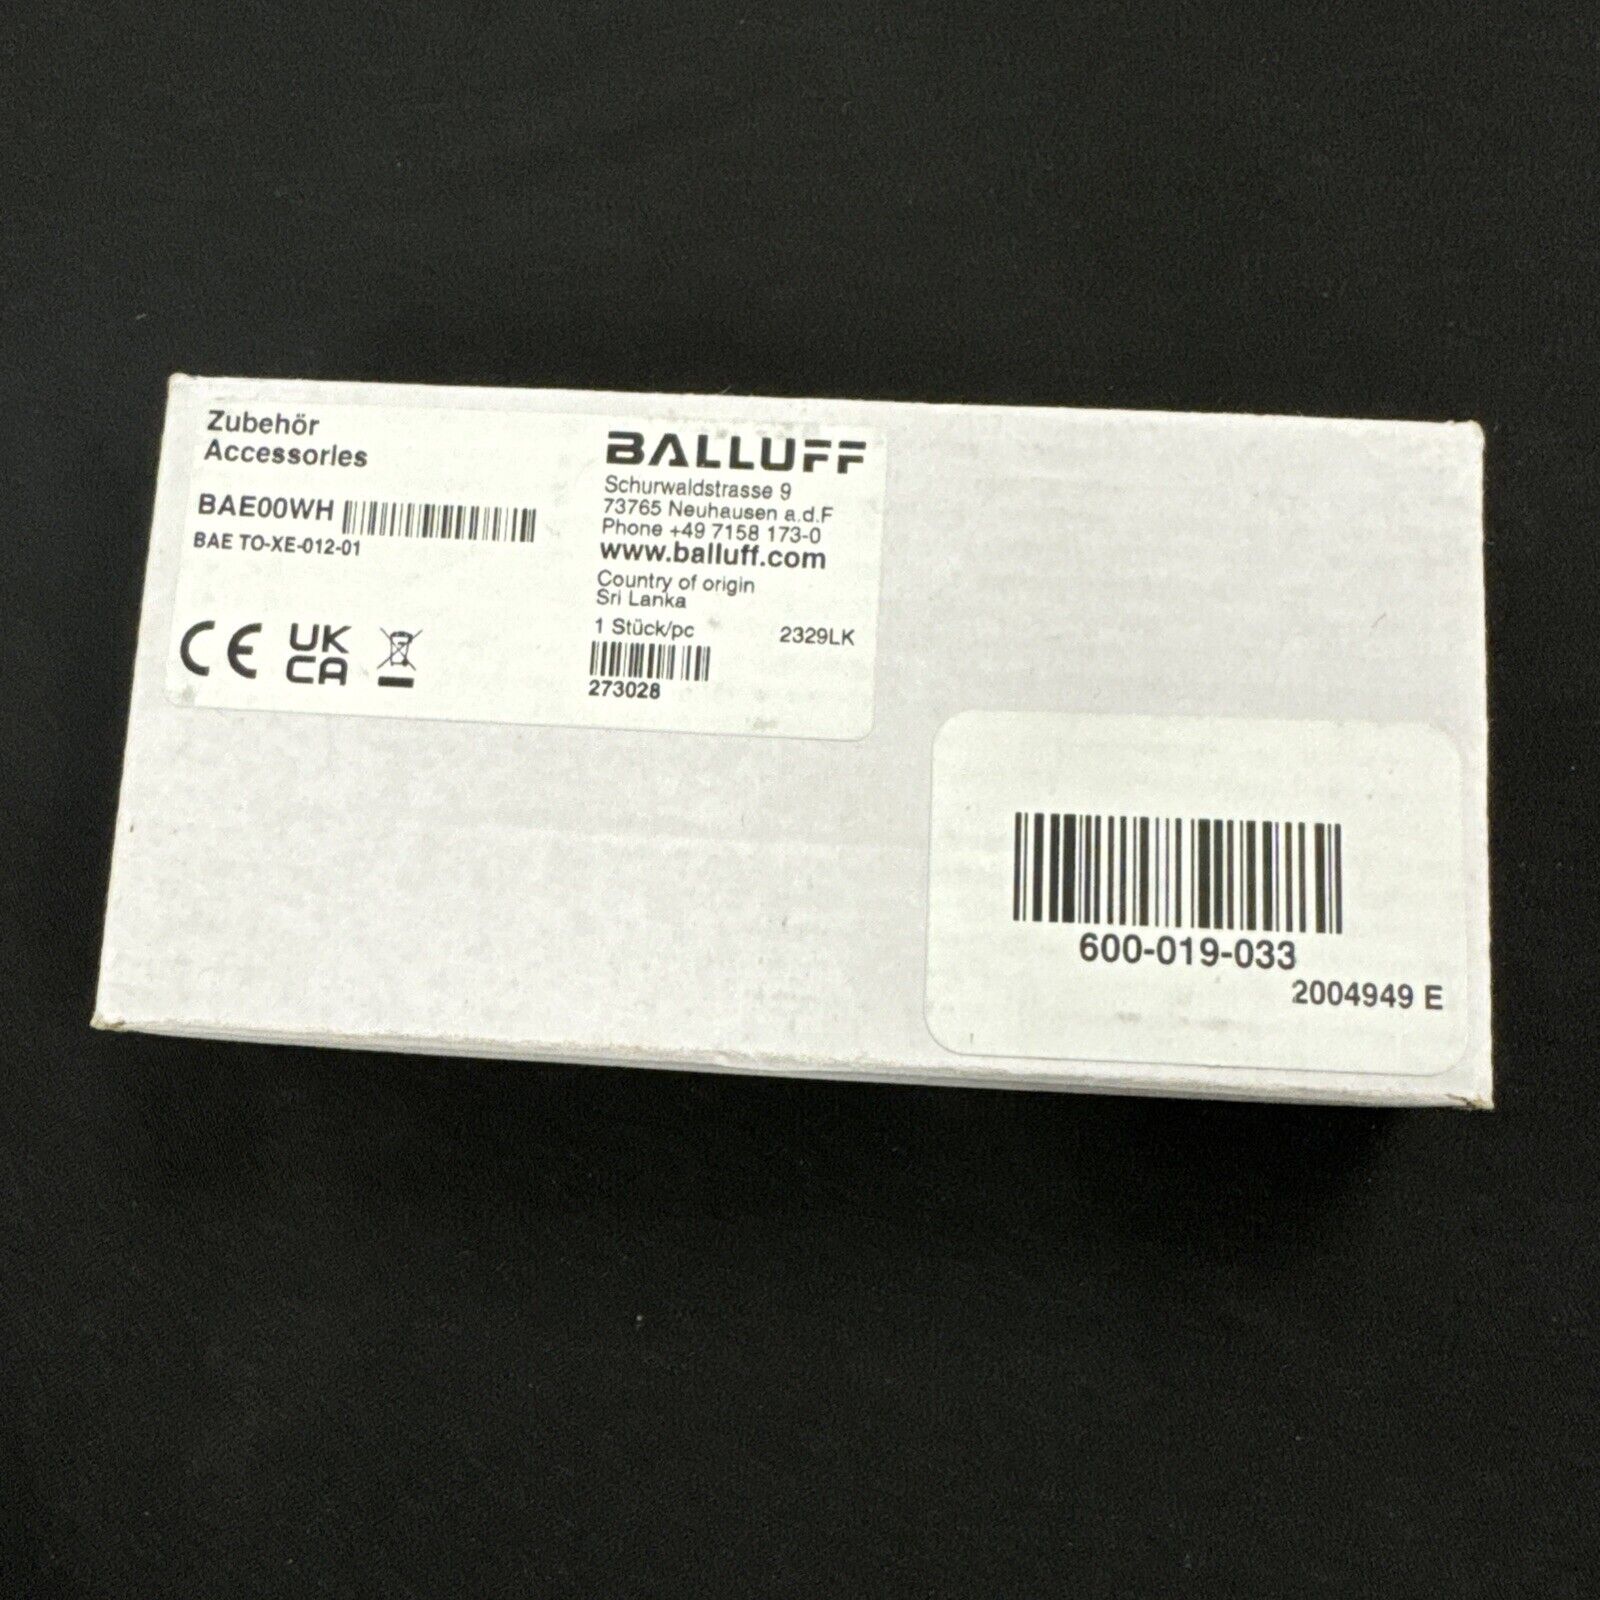 Zubehör
Accessories
BAE00WH
BAE TO-XE-012-01
CE
UK
CA
BALLUFF
Schurwaldstrasse 9
73765 Neuhausen a.d.F
Phone +49 7158 173-0
www.balluff.com
Country of origin
Sri Lanka
1 Stück/pc 2329LK
273028
600-019-033
2004949 E